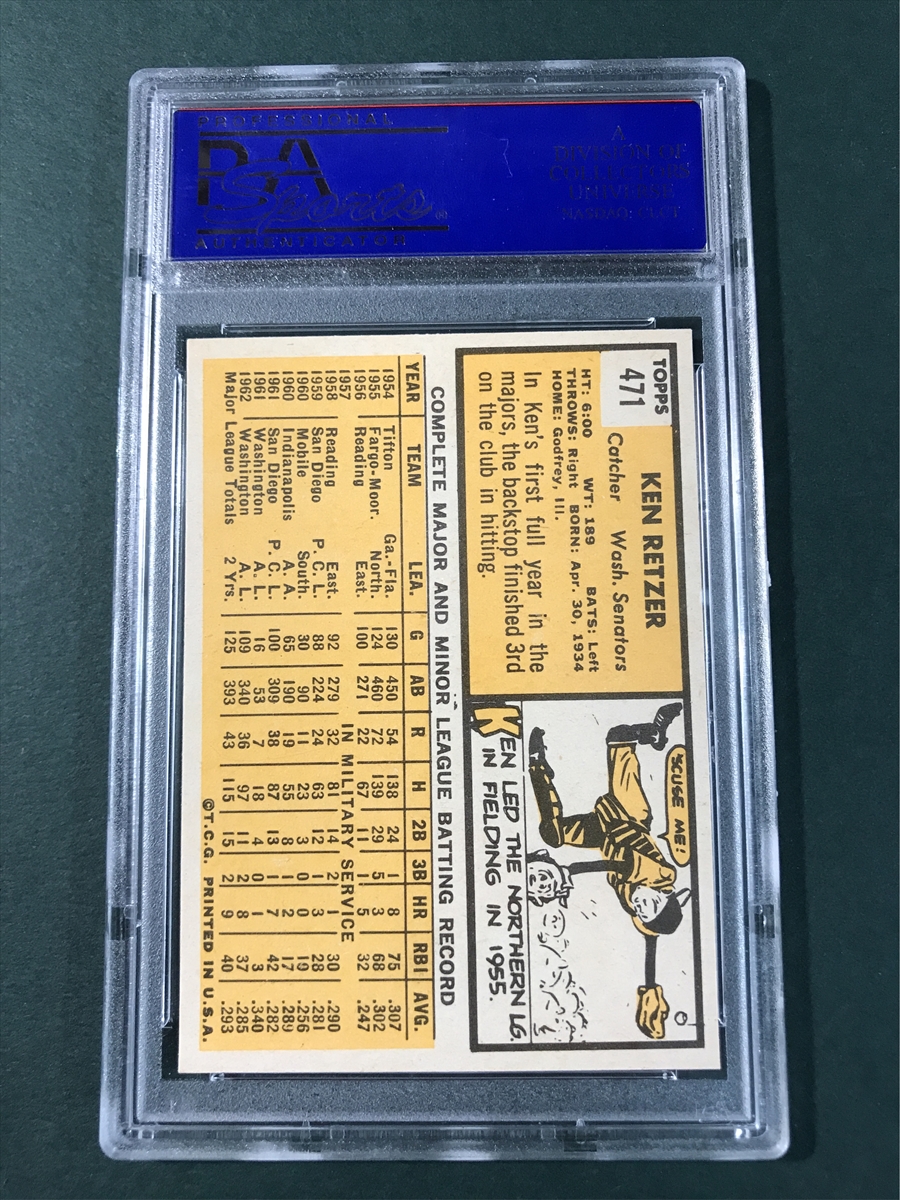 PROFESSIONAL
PSA
Sports®
AUTHENTICATOR
A
DIVISION OF
COLLECTORS
UNIVERSE
NASDAQ: CLCT
TOPPS
471
KEN RETZER
Catcher Wash. Senators
HT: 6:00 WT: 189 BATS: Left
THROWS: Right BORN: Apr. 30, 1934
HOME: Godfrey, Ill.
In Ken's first full year in the
majors, the backstop finished 3rd
on the club in hitting.
'SCUSE ME!
KEN LED THE NORTHERN LG.
IN FIELDING IN 1955.
COMPLETE MAJOR AND MINOR LEAGUE BATTING RECORD
YEAR TEAM LEA. G AB R H 2B 3B HR RBI AVG.
1954 Tifton Ga.-Fla. 130 450 54 138 24 1 8 75 .307
1955 Fargo-Moor. North. 124 460 72 139 29 5 3 68 .302
1956 Reading East. 100 271 22 67 11 1 5 32 .247
1957 IN MILITARY SERVICE
1958 Reading East. 92 279 32 81 14 2 1 30 .290
1959 San Diego P. C. L. 88 224 24 63 12 1 3 28 .281
1960 Mobile South. 30 90 11 23 3 0 0 19 .256
1960 Indianapolis A. A. 65 190 19 55 8 1 2 17 .289
1961 San Diego P. C. L. 100 309 38 87 13 1 7 42 .282
1961 Washington A. L. 16 53 7 18 4 0 1 3 .340
1962 Washington A. L. 109 340 36 97 11 2 8 37 .285
Major League Totals 2 Yrs. 125 393 43 115 15 2 9 40 .293
©T.C.G. PRINTED IN U.S.A.